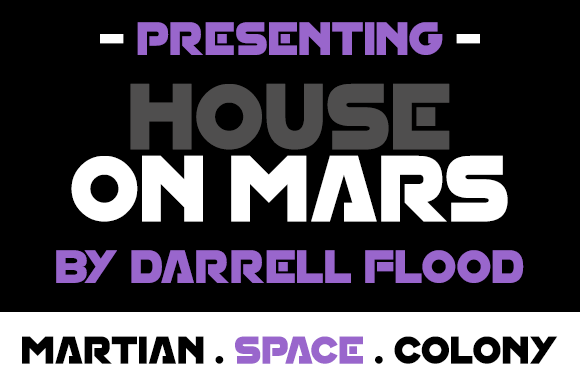 – PRESENTING –
HOUSE
ON MARS
BY DARRELL FLOOD
MARTIAN . SPACE . COLONY